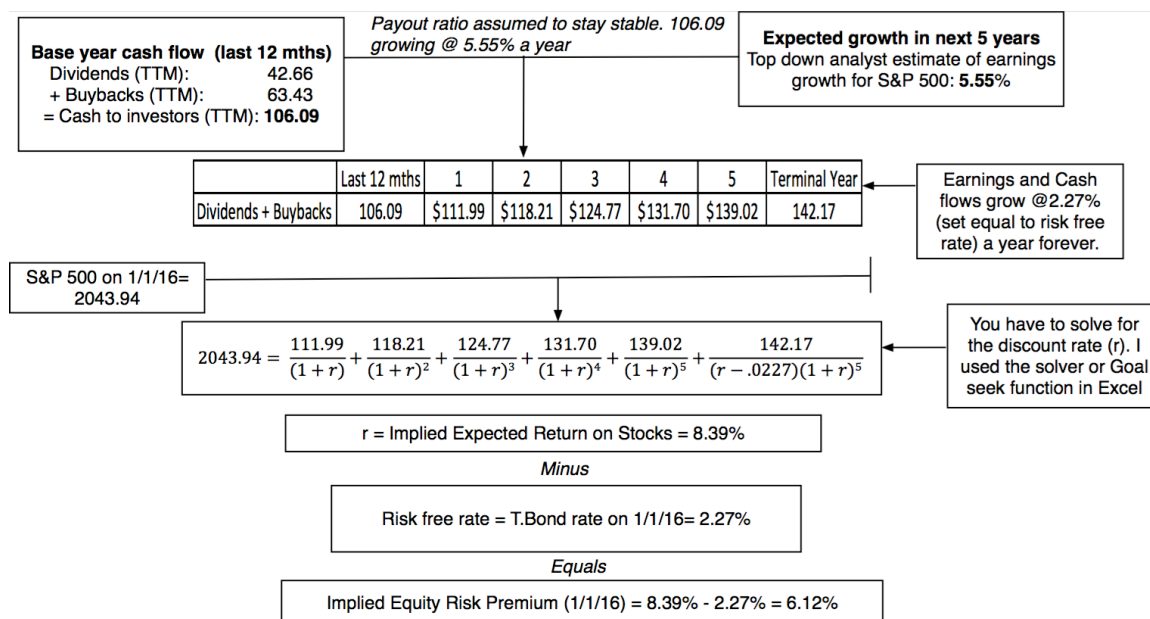 Payout ratio assumed to stay stable. 106.09
growing @ 5.55% a year
Base year cash flow (last 12 mths)
Dividends (TTM): 42.66
+ Buybacks (TTM): 63.43
= Cash to investors (TTM): 106.09
Expected growth in next 5 years
Top down analyst estimate of earnings
growth for S&P 500: 5.55%
Last 12 mths 1 2 3 4 5 Terminal Year
Dividends + Buybacks 106.09 $111.99 $118.21 $124.77 $131.70 $139.02 142.17
Earnings and Cash
flows grow @2.27%
(set equal to risk free
rate) a year forever.
S&P 500 on 1/1/16=
2043.94
2043.94 = 111.99/(1 + r) + 118.21/(1 + r)² + 124.77/(1 + r)³ + 131.70/(1 + r)⁴ + 139.02/(1 + r)⁵ + 142.17/(r − .0227)(1 + r)⁵
You have to solve for
the discount rate (r). I
used the solver or Goal
seek function in Excel
r = Implied Expected Return on Stocks = 8.39%
Minus
Risk free rate = T.Bond rate on 1/1/16= 2.27%
Equals
Implied Equity Risk Premium (1/1/16) = 8.39% - 2.27% = 6.12%